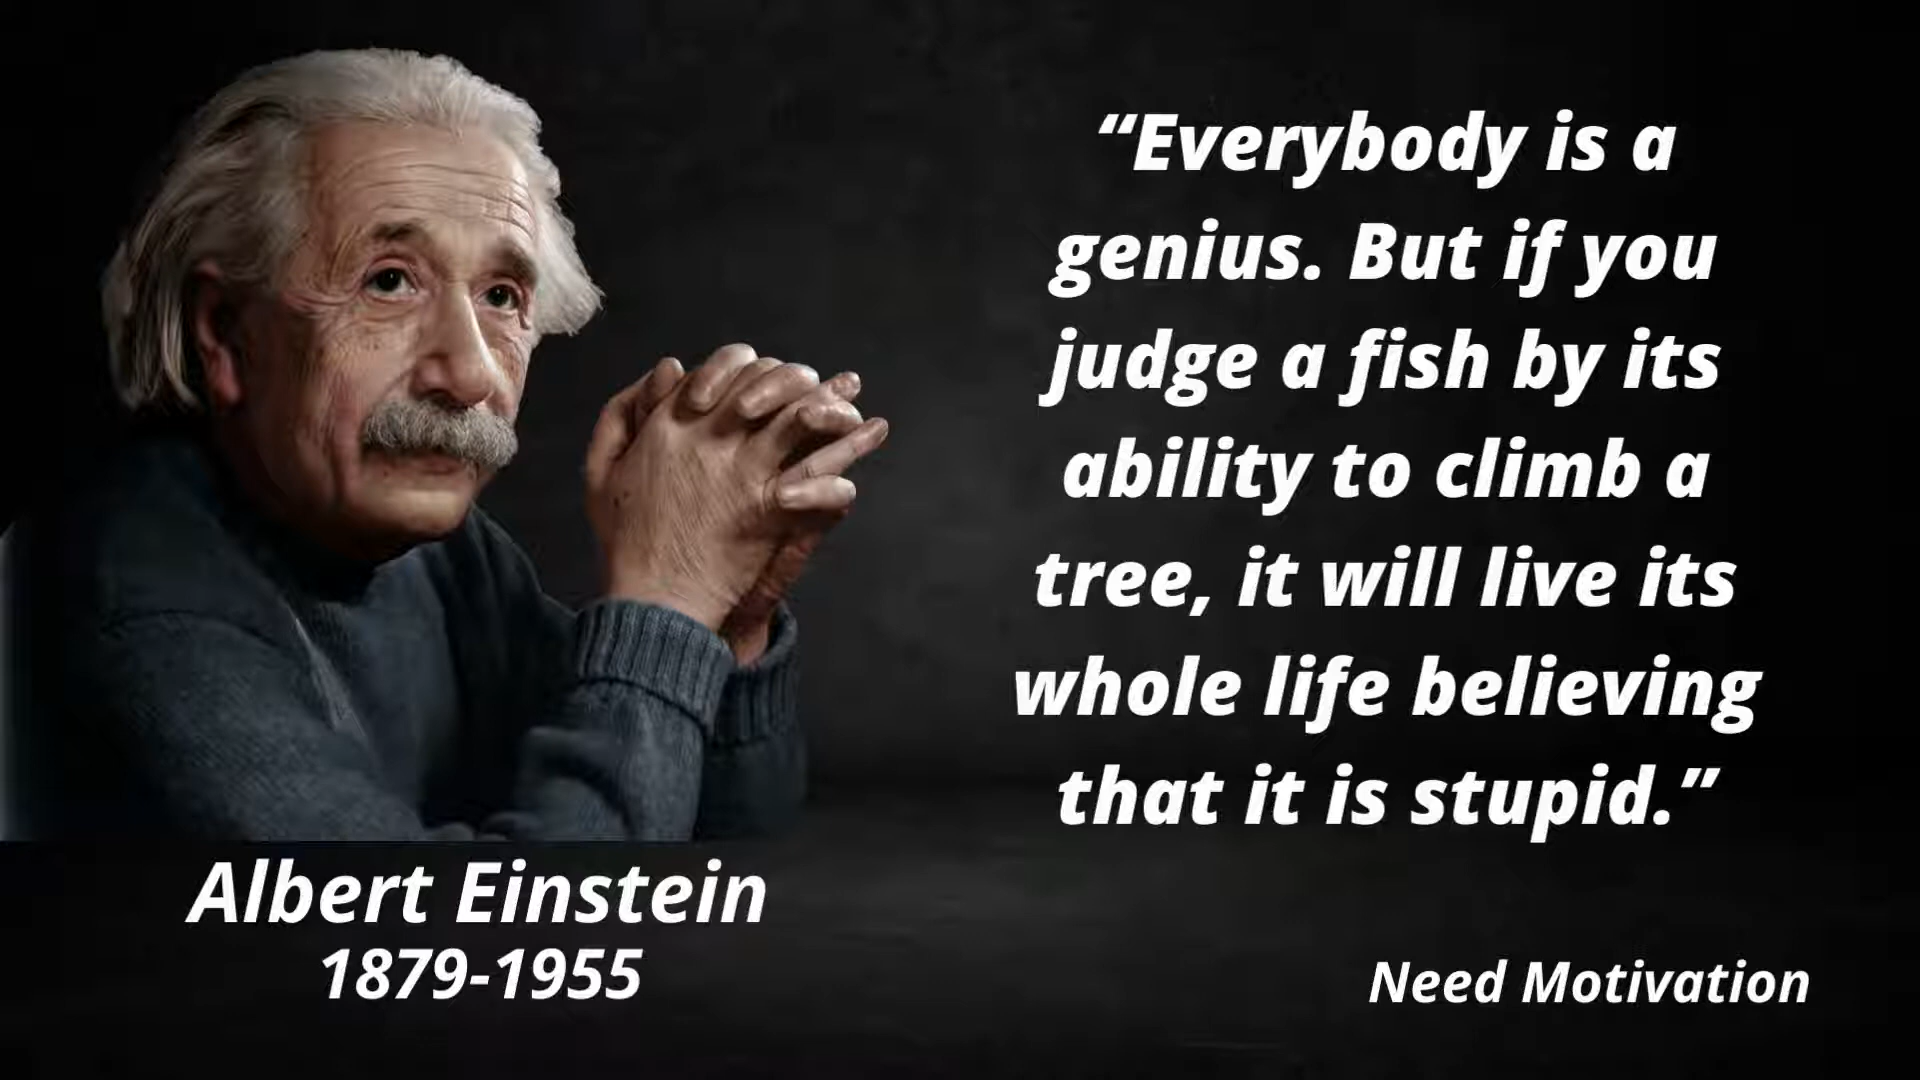 “Everybody is a
genius. But if you
judge a fish by its
ability to climb a
tree, it will live its
whole life believing
that it is stupid.”
Albert Einstein
1879-1955
Need Motivation